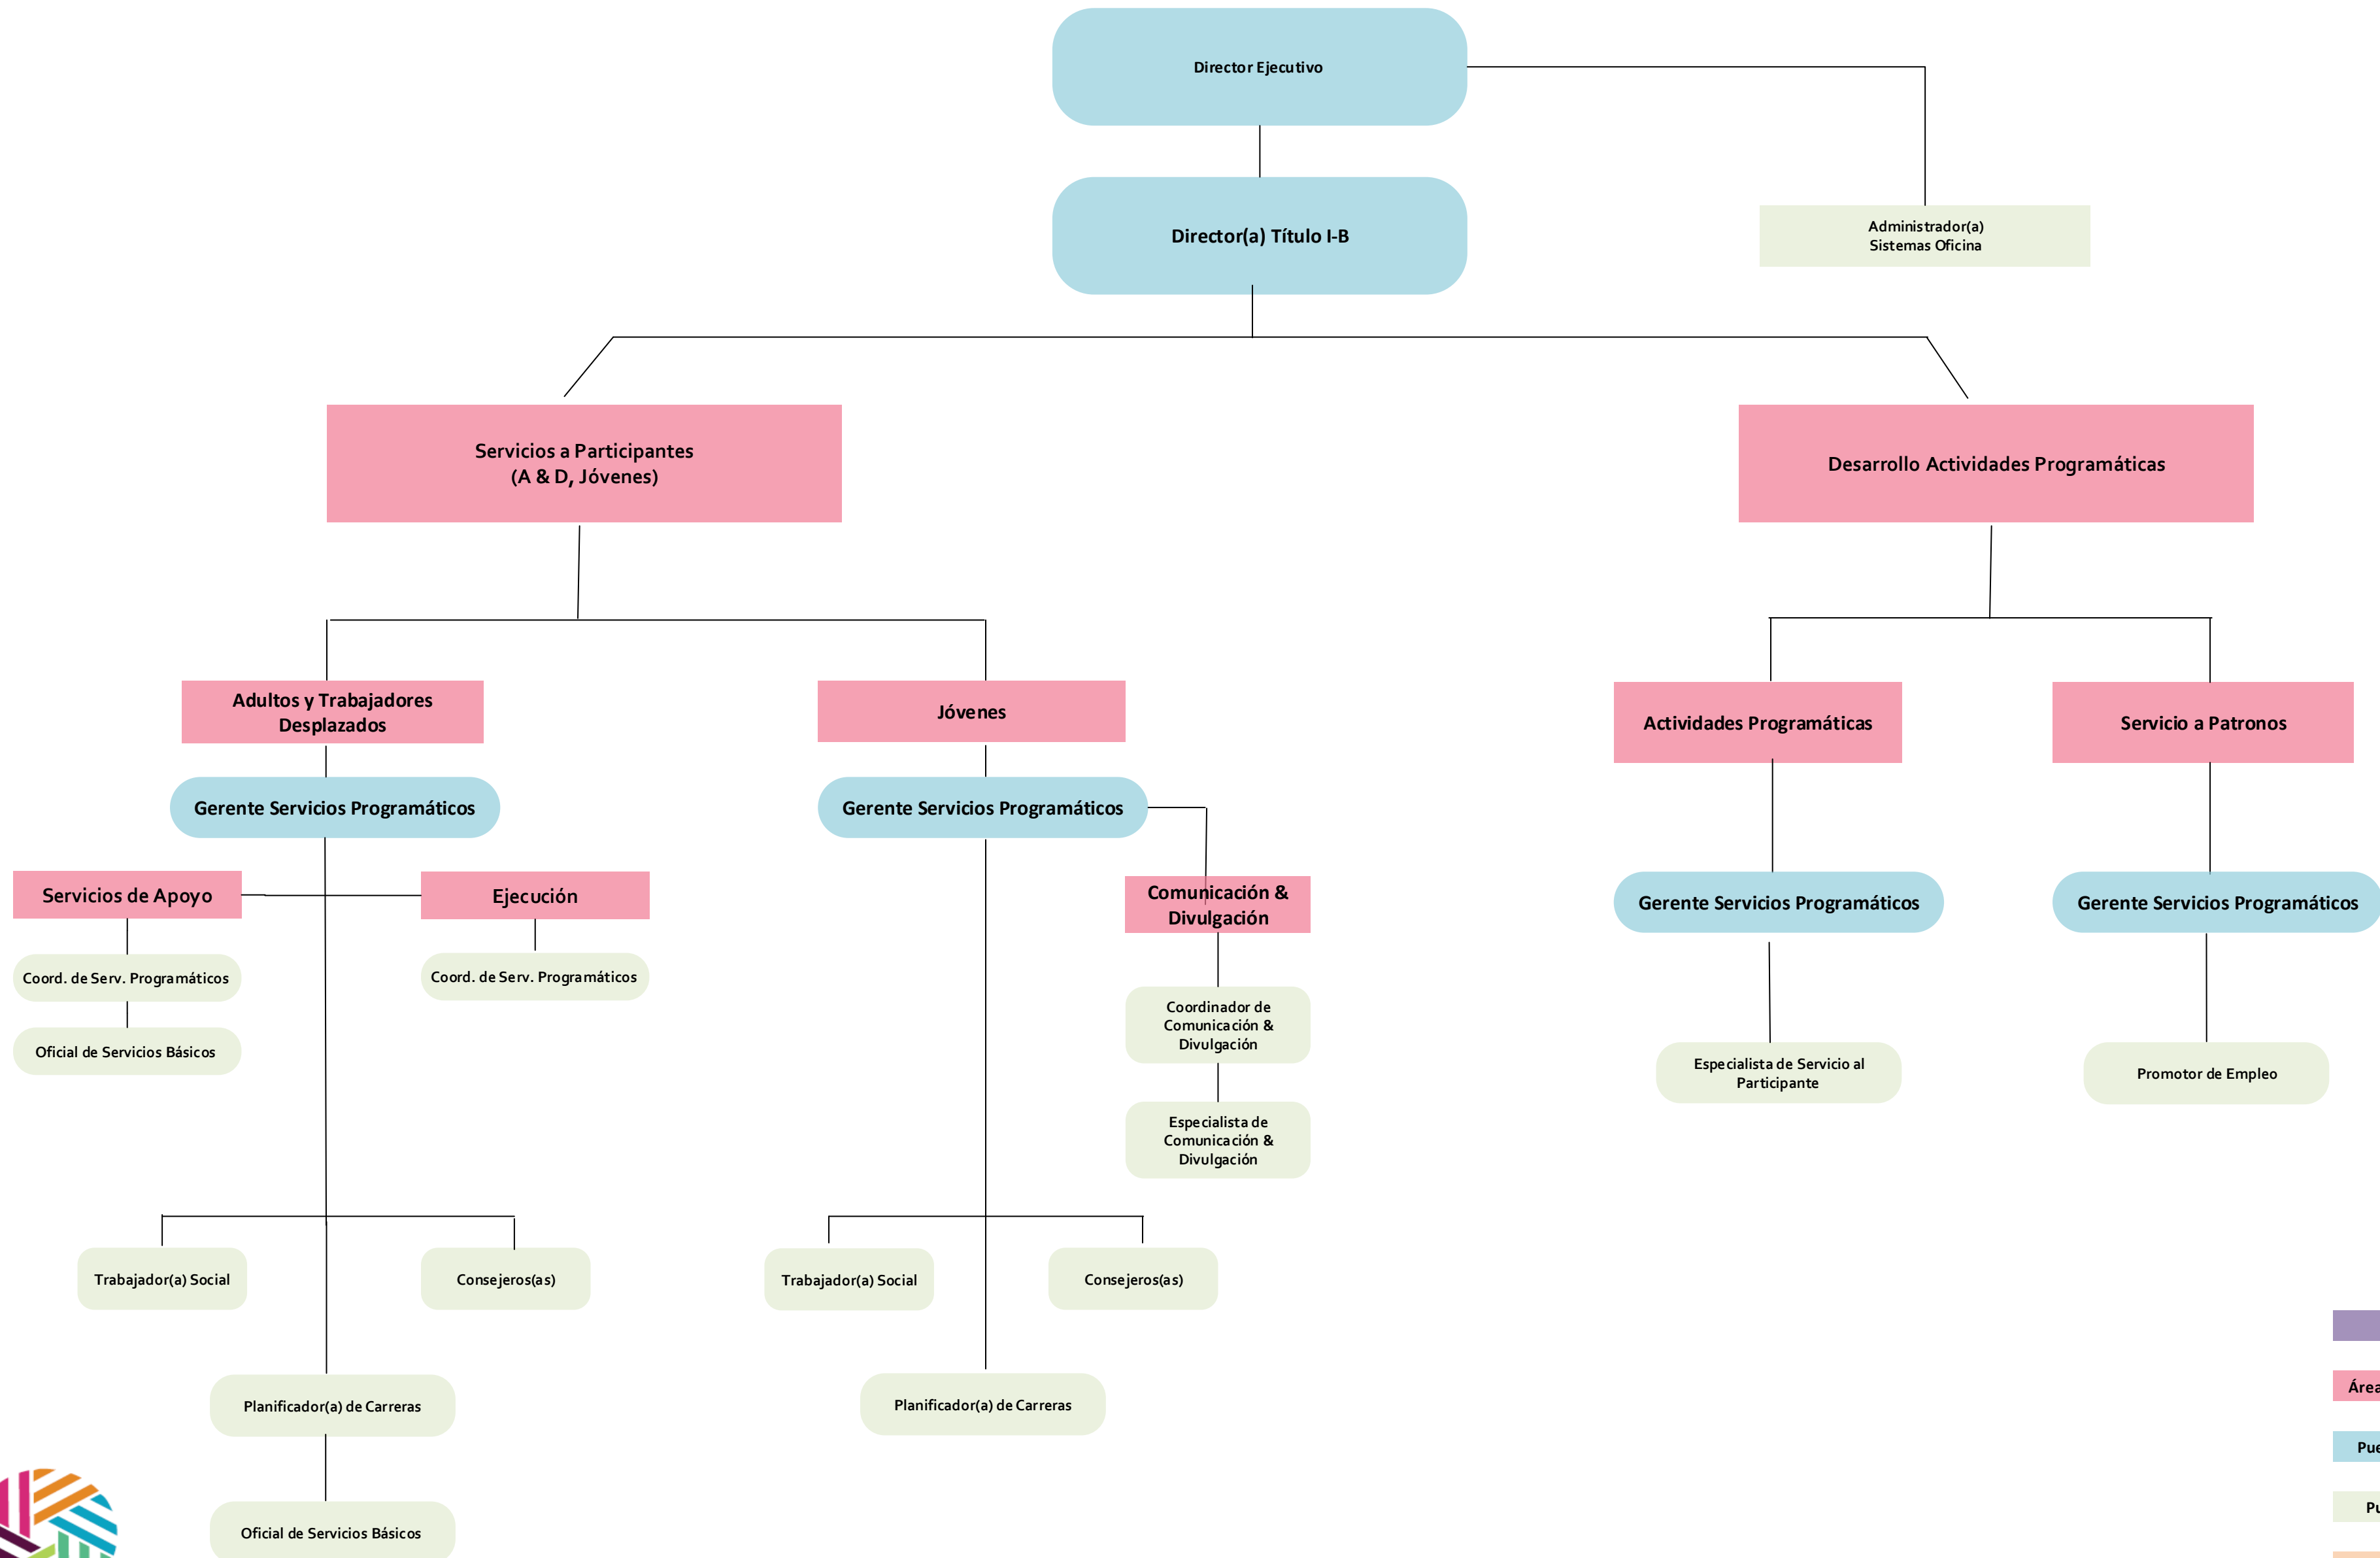 Director Ejecutivo
Director(a) Título I-B
Administrador(a)
Sistemas Oficina
Servicios a Participantes
(A & D, Jóvenes)
Desarrollo Actividades Programáticas
Adultos y Trabajadores
Desplazados
Jóvenes
Actividades Programáticas
Servicio a Patronos
Gerente Servicios Programáticos
Gerente Servicios Programáticos
Servicios de Apoyo
Ejecución
Comunicación &
Divulgación
Gerente Servicios Programáticos
Gerente Servicios Programáticos
Coord. de Serv. Programáticos
Coord. de Serv. Programáticos
Coordinador de
Comunicación &
Divulgación
Oficial de Servicios Básicos
Especialista de Servicio al
Participante
Promotor de Empleo
Especialista de
Comunicación &
Divulgación
Trabajador(a) Social
Consejeros(as)
Trabajador(a) Social
Consejeros(as)
Planificador(a) de Carreras
Planificador(a) de Carreras
Oficial de Servicios Básicos